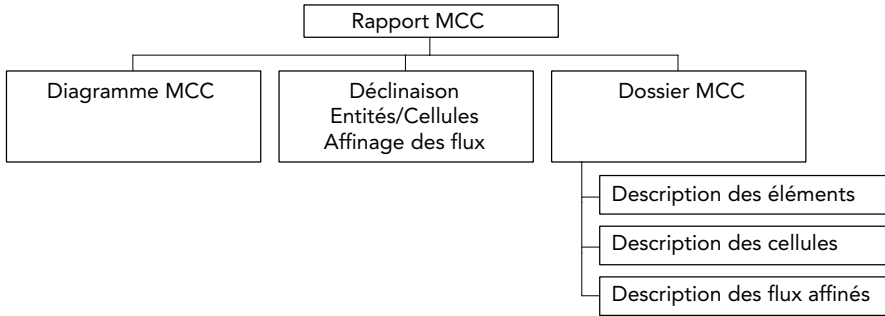 Rapport MCC
Diagramme MCC
Déclinaison
Entités/Cellules
Affinage des flux
Dossier MCC
Description des éléments
Description des cellules
Description des flux affinés